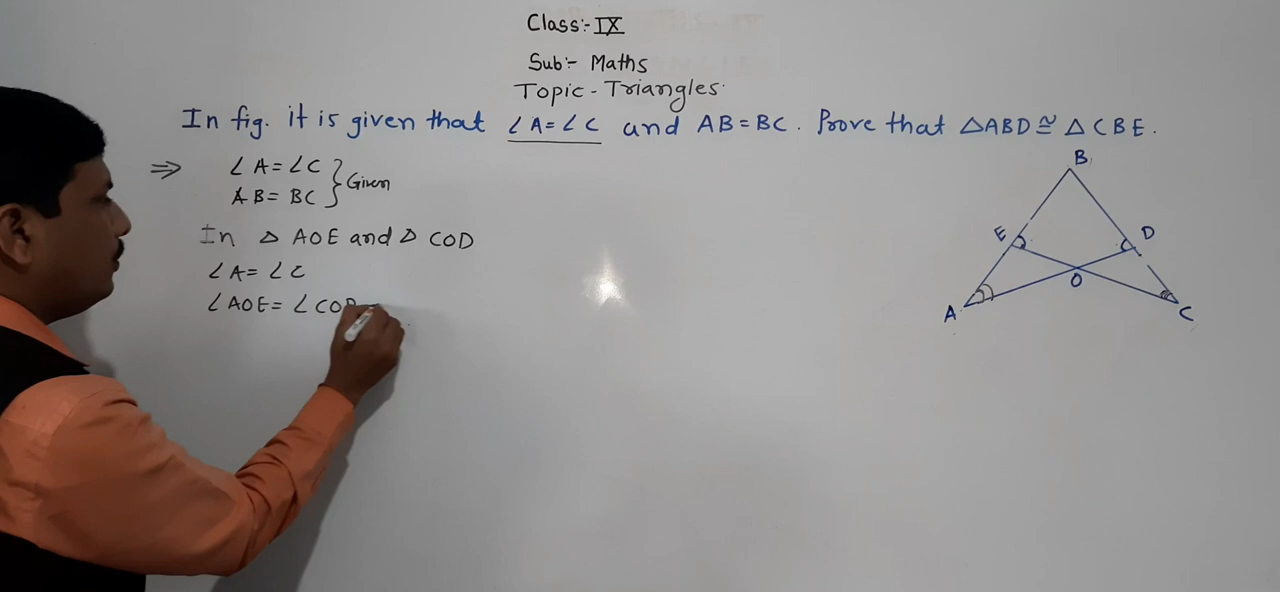 Class:- IX
Sub:- Maths
Topic - Triangles.
In fig. it is given that ∠A=∠C and AB=BC. Prove that △ABD≅△CBE.
⇒ ∠A=∠C
AB=BC } Given
In △ AOE and △ COD
∠A=∠C
∠AOE=∠COD
B
E
D
O
A
C